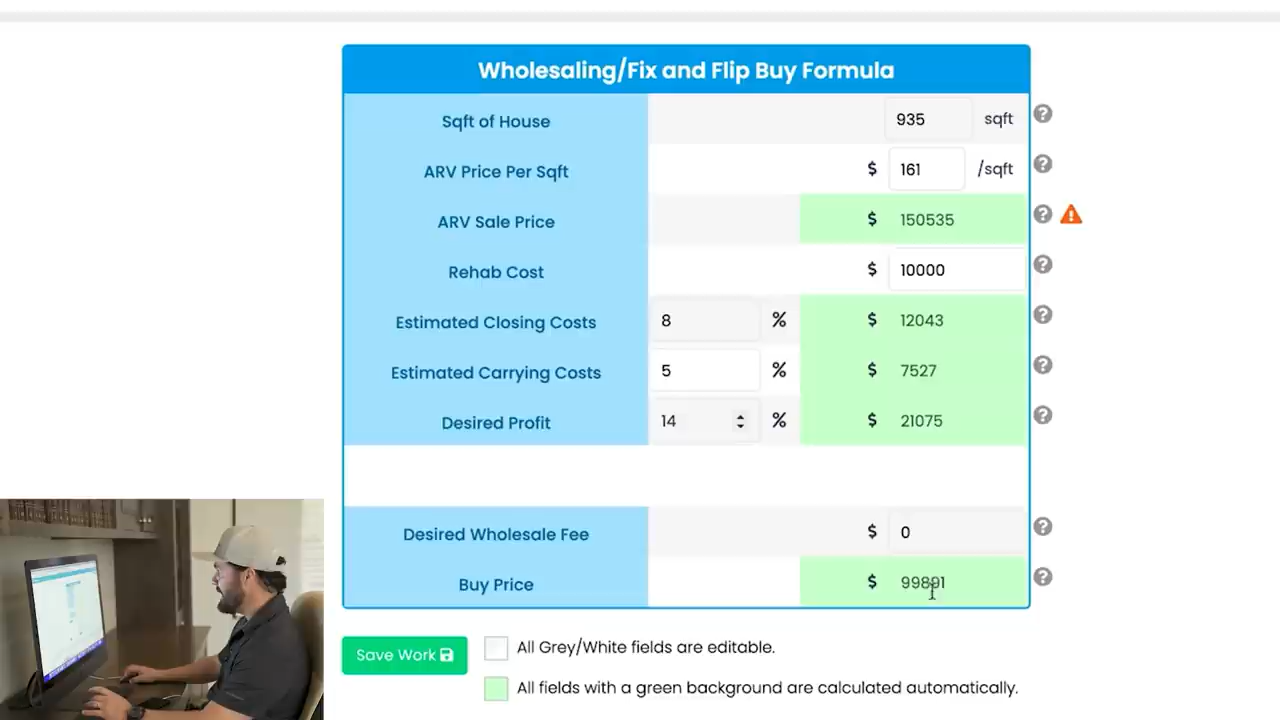 Wholesaling/Fix and Flip Buy Formula
Sqft of House 935 sqft ?
ARV Price Per Sqft $ 161 /sqft ?
ARV Sale Price $ 150535 ?
Rehab Cost $ 10000 ?
Estimated Closing Costs 8 % $ 12043 ?
Estimated Carrying Costs 5 % $ 7527 ?
Desired Profit 14 % $ 21075 ?
Desired Wholesale Fee $ 0 ?
Buy Price $ 99891 ?
Save Work
All Grey/White fields are editable.
All fields with a green background are calculated automatically.